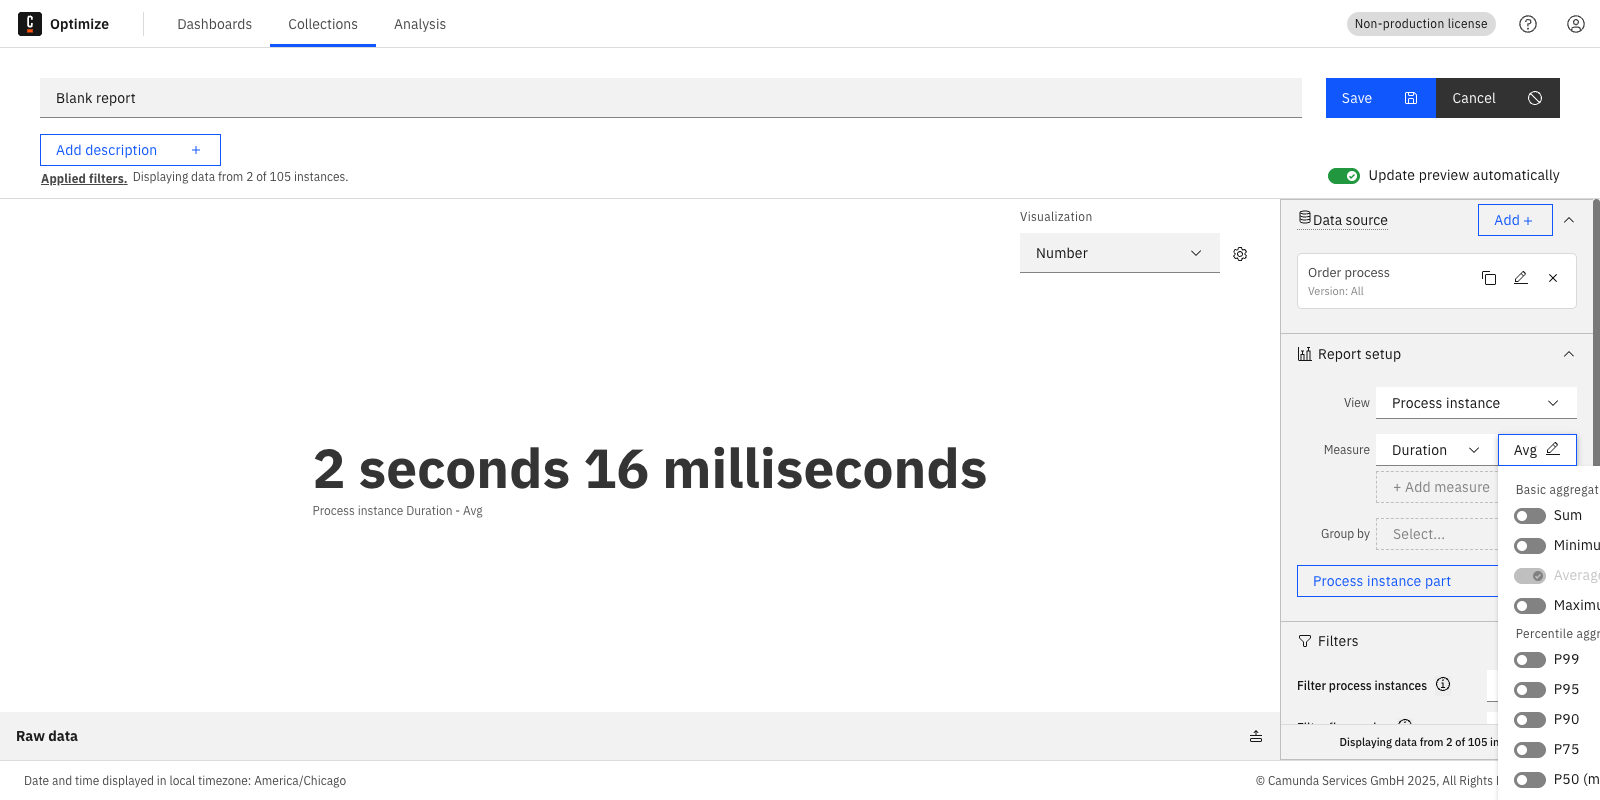 Optimize
Dashboards
Collections
Analysis
Non-production license
Blank report
Save
Cancel
Add description +
Applied filters. Displaying data from 2 of 105 instances.
Update preview automatically
Visualization
Number
2 seconds 16 milliseconds
Process instance Duration - Avg
Raw data
Data source
Add +
Order process
Version: All
Report setup
View
Process instance
Measure
Duration
Avg
+ Add measure
Group by
Select...
Process instance part
Filters
Filter process instances
Displaying data from 2 of 105 in
Basic aggregat
Sum
Minimu
Average
Maximu
Percentile aggr
P99
P95
P90
P75
P50 (m
Date and time displayed in local timezone: America/Chicago
© Camunda Services GmbH 2025, All Rights